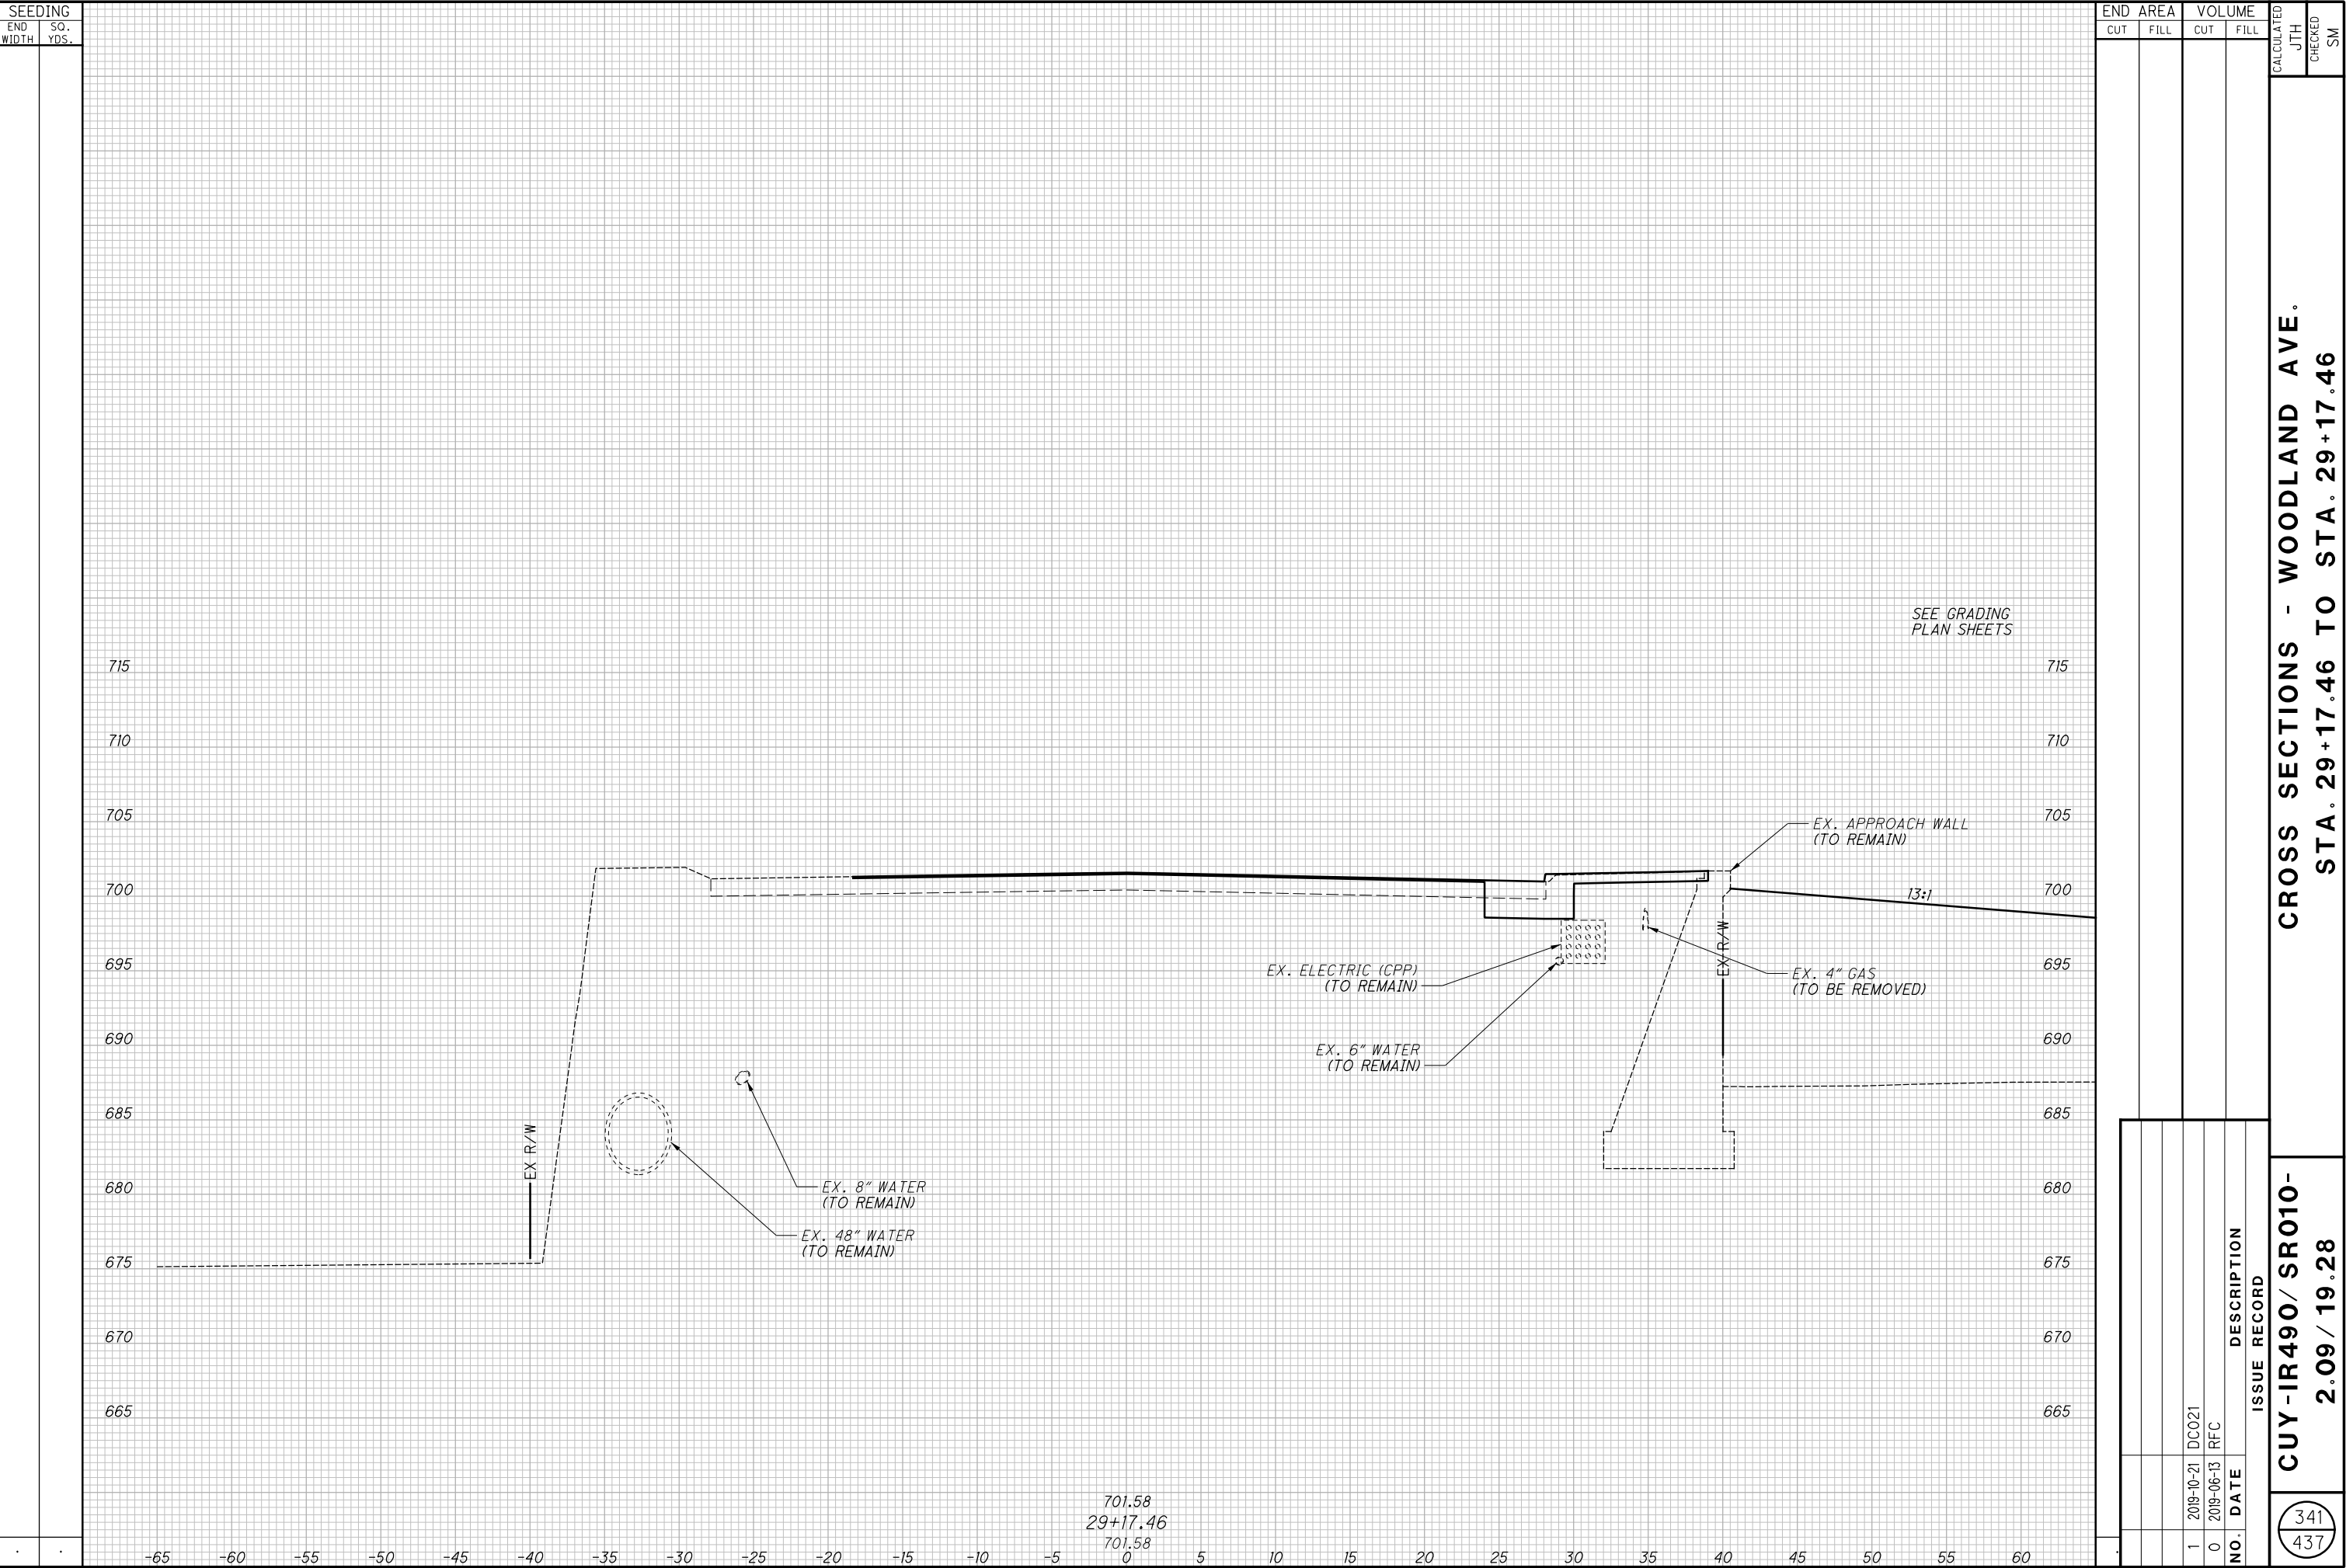 SEEDING
END WIDTH
SQ. YDS.
END AREA
VOLUME
CUT
FILL
CUT
FILL
CALCULATED
JTH
CHECKED
SM
CROSS SECTIONS - WOODLAND AVE.
STA. 29+17.46 TO STA. 29+17.46
SEE GRADING
PLAN SHEETS
715
715
710
710
705
705
EX. APPROACH WALL
(TO REMAIN)
700
700
13:1
EX R/W
695
695
EX. ELECTRIC (CPP)
(TO REMAIN)
EX. 4" GAS
(TO BE REMOVED)
690
690
EX. 6" WATER
(TO REMAIN)
685
685
EX R/W
680
680
EX. 8" WATER
(TO REMAIN)
EX. 48" WATER
(TO REMAIN)
675
675
670
670
665
665
701.58
29+17.46
701.58
-65 -60 -55 -50 -45 -40 -35 -30 -25 -20 -15 -10 -5 0 5 10 15 20 25 30 35 40 45 50 55 60
1 2019-10-21 DCO21
0 2019-06-13 RFC
NO. DATE DESCRIPTION
ISSUE RECORD
CUY-IR490/ SR010-
2.09/19.28
341
437